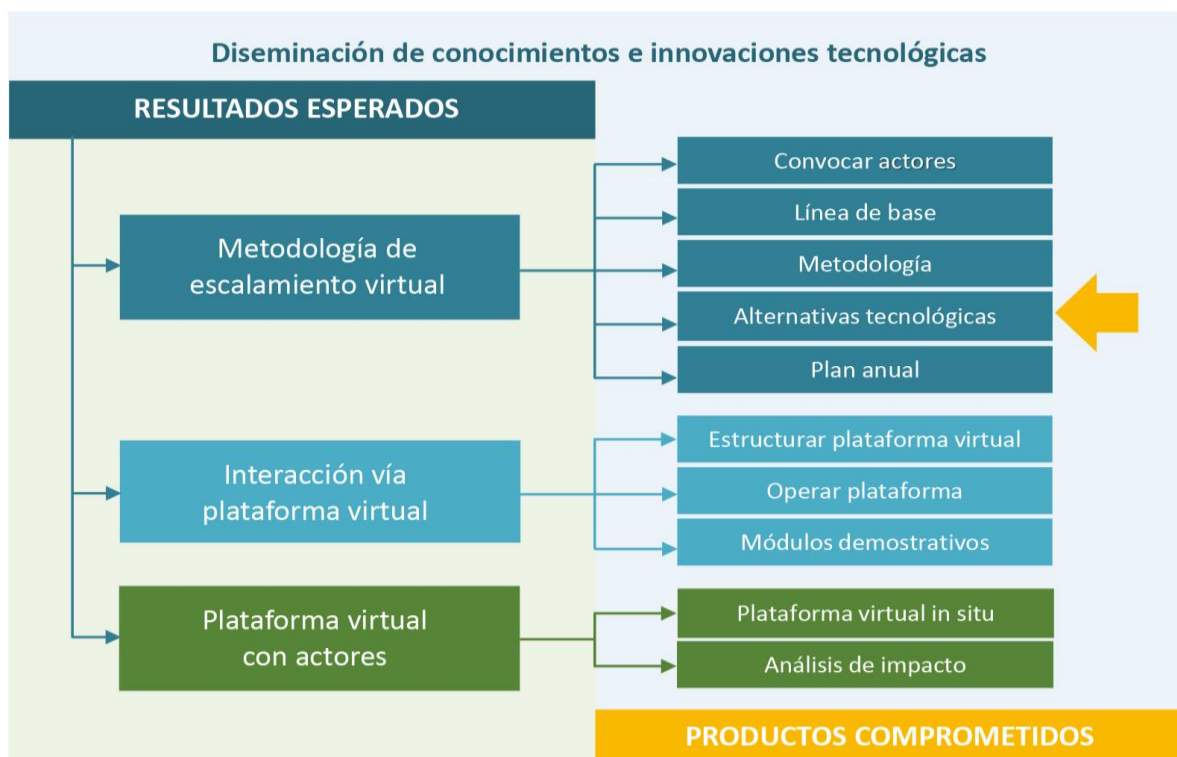 Diseminación de conocimientos e innovaciones tecnológicas
RESULTADOS ESPERADOS
Metodología de
escalamiento virtual
Convocar actores
Línea de base
Metodología
Alternativas tecnológicas
Plan anual
Interacción vía
plataforma virtual
Estructurar plataforma virtual
Operar plataforma
Módulos demostrativos
Plataforma virtual
con actores
Plataforma virtual in situ
Análisis de impacto
PRODUCTOS COMPROMETIDOS